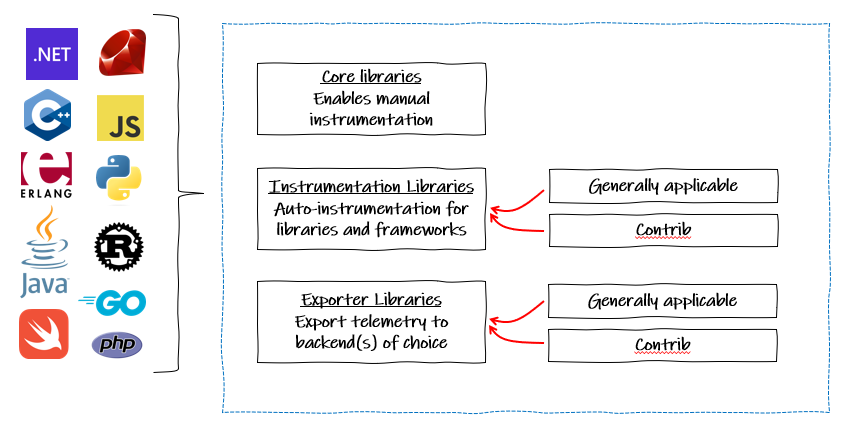 .NET
C++
JS
e
ERLANG
Java
R
GO
php
Core libraries
Enables manual
instrumentation
Instrumentation Libraries
Auto-instrumentation for
libraries and frameworks
Generally applicable
Contrib
Exporter Libraries
Export telemetry to
backend(s) of choice
Generally applicable
Contrib